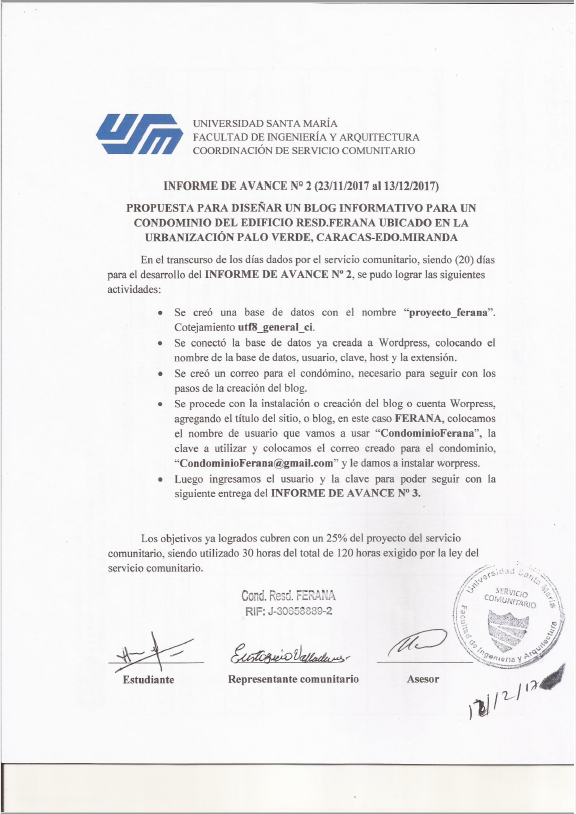 USM
UNIVERSIDAD SANTA MARÍA
FACULTAD DE INGENIERÍA Y ARQUITECTURA
COORDINACIÓN DE SERVICIO COMUNITARIO
INFORME DE AVANCE Nº 2 (23/11/2017 al 13/12/2017)
PROPUESTA PARA DISEÑAR UN BLOG INFORMATIVO PARA UN
CONDOMINIO DEL EDIFICIO RESD.FERANA UBICADO EN LA
URBANIZACIÓN PALO VERDE, CARACAS-EDO.MIRANDA
En el transcurso de los días dados por el servicio comunitario, siendo (20) días
para el desarrollo del INFORME DE AVANCE Nº 2, se pudo lograr las siguientes
actividades:
• Se creó una base de datos con el nombre “proyecto_ferana”.
Cotejamiento utf8_general_ci.
• Se conectó la base de datos ya creada a Wordpress, colocando el
nombre de la base de datos, usuario, clave, host y la extensión.
• Se creó un correo para el condómino, necesario para seguir con los
pasos de la creación del blog.
• Se procede con la instalación o creación del blog o cuenta Worpress,
agregando el título del sitio, o blog, en este caso FERANA, colocamos
el nombre de usuario que vamos a usar “CondominioFerana”, la
clave a utilizar y colocamos el correo creado para el condominio,
“CondominioFerana@gmail.com” y le damos a instalar worpress.
• Luego ingresamos el usuario y la clave para poder seguir con la
siguiente entrega del INFORME DE AVANCE Nº 3.
Los objetivos ya logrados cubren con un 25% del proyecto del servicio
comunitario, siendo utilizado 30 horas del total de 120 horas exigido por la ley del
servicio comunitario.
Cond. Resd. FERANA
RIF: J-30858889-2
Universidad Santa María
SERVICIO
COMUNITARIO
Facultad de Ingeniería y Arquitectura
Estudiante
Representante comunitario
Asesor